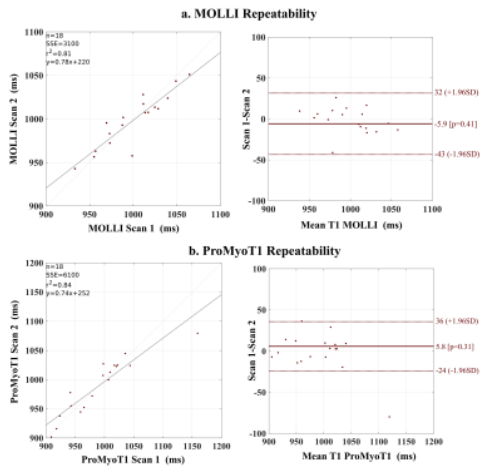 a. MOLLI Repeatability
n=18
SSE=3100
r²=0.81
y=0.78x+220
1100
1050
1000
950
900
MOLLI Scan 2 (ms)
900 950 1000 1050 1100
MOLLI Scan 1 (ms)
100
50
0
-50
-100
Scan 1-Scan 2
32 (+1.96SD)
-5.9 [p=0.41]
-43 (-1.96SD)
900 950 1000 1050 1100
Mean T1 MOLLI (ms)
b. ProMyoT1 Repeatability
n=18
SSE=6100
r²=0.84
y=0.74x+252
1200
1150
1100
1050
1000
950
900
ProMyoT1 Scan 2 (ms)
900 950 1000 1050 1100 1150 1200
ProMyoT1 Scan 1 (ms)
100
50
0
-50
-100
Scan 1-Scan 2
36 (+1.96SD)
5.8 [p=0.31]
-24 (-1.96SD)
900 950 1000 1050 1100 1150 1200
Mean T1 ProMyoT1 (ms)